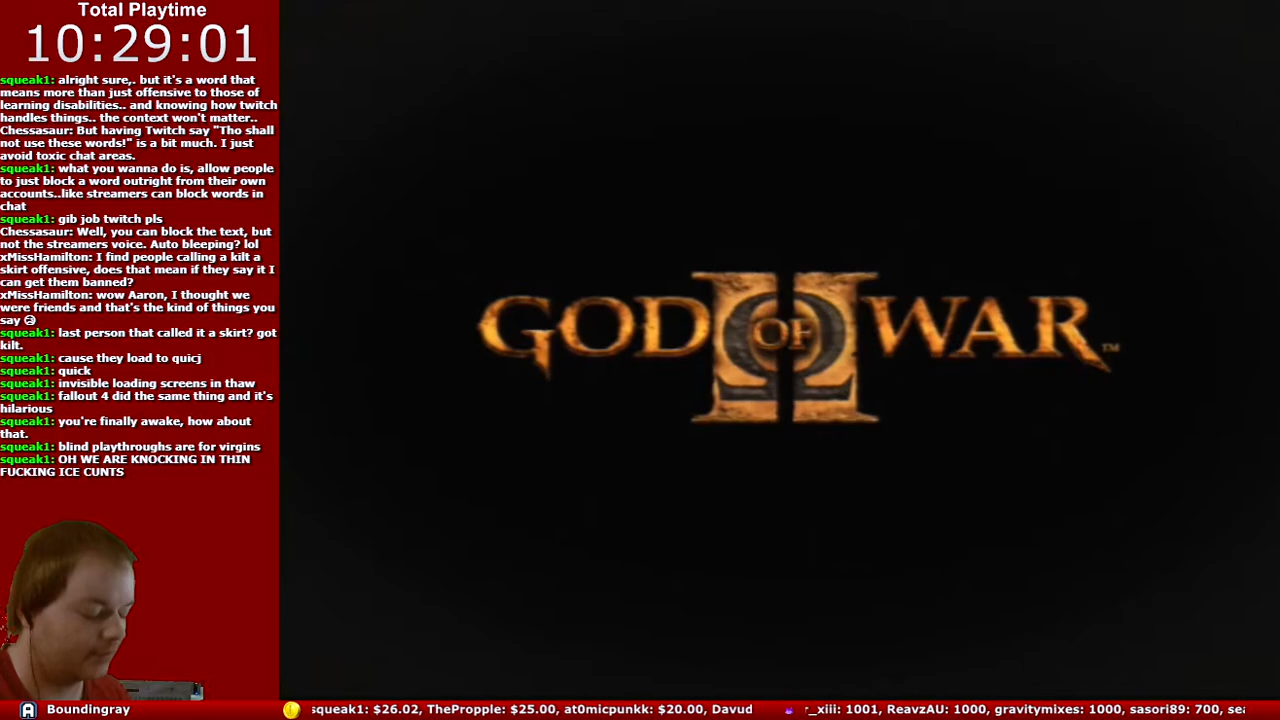 Total Playtime
10:29:01
squeak1: alright sure,. but it's a word that
means more than just offensive to those of
learning disabilities.. and knowing how twitch
handles things.. the context won't matter..
Chessasaur: But having Twitch say "Tho shall
not use these words!" is a bit much. I just
avoid toxic chat areas.
squeak1: what you wanna do is, allow people
to just block a word outright from their own
accounts..like streamers can block words in
chat
squeak1: gib job twitch pls
Chessasaur: Well, you can block the text, but
not the streamers voice. Auto bleeping? lol
xMissHamilton: I find people calling a kilt a
skirt offensive, does that mean if they say it I
can get them banned?
xMissHamilton: wow Aaron, I thought we
were friends and that's the kind of things you
say
squeak1: last person that called it a skirt? got
kilt.
squeak1: cause they load to quicj
squeak1: quick
squeak1: invisible loading screens in thaw
squeak1: fallout 4 did the same thing and it's
hilarious
squeak1: you're finally awake, how about
that.
squeak1: blind playthroughs are for virgins
squeak1: OH WE ARE KNOCKING IN THIN
FUCKING ICE CUNTS
GOD OF WAR II™
Boundingray
squeak1: $26.02, ThePropple: $25.00, at0micpunkk: $20.00, Davud
r_xiii: 1001, ReavzAU: 1000, gravitymixes: 1000, sasori89: 700, sea